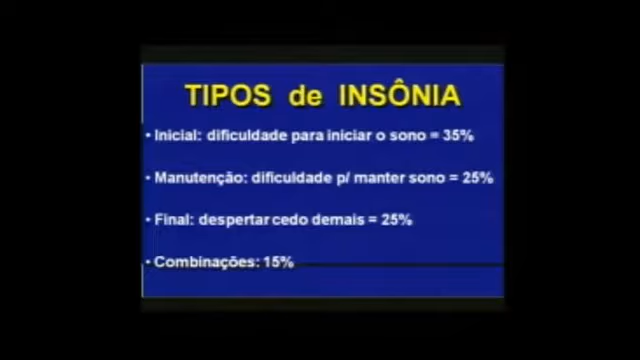 TIPOS de INSÔNIA
• Inicial: dificuldade para iniciar o sono = 35%
• Manutenção: dificuldade p/ manter sono = 25%
• Final: despertar cedo demais = 25%
• Combinações: 15%